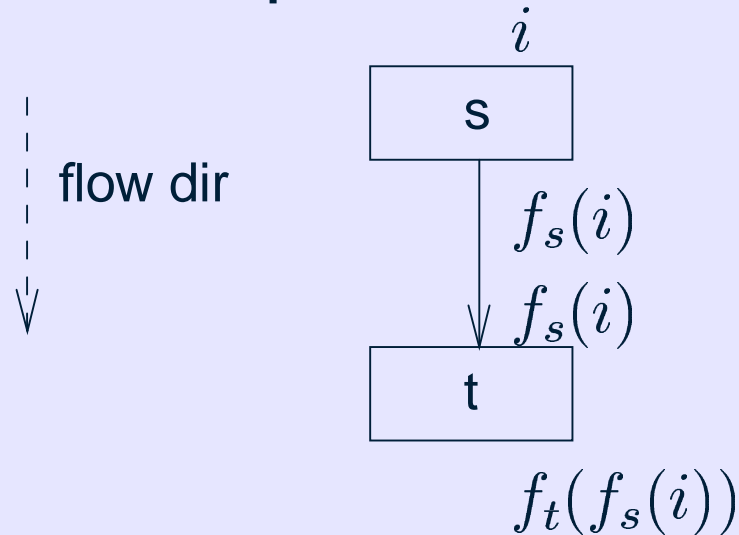 i
s
flow dir
f_s(i)
f_s(i)
t
f_t(f_s(i))